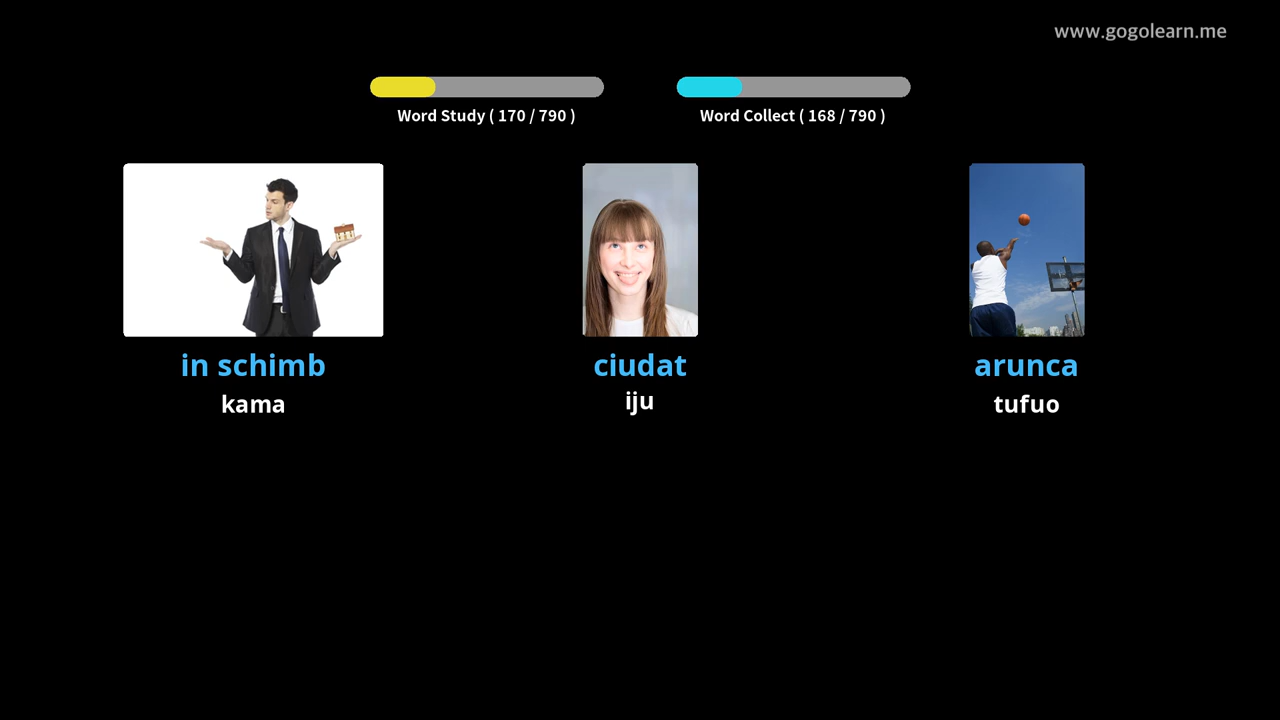 www.gogolearn.me
Word Study ( 170 / 790 )
Word Collect ( 168 / 790 )
in schimb
kama
ciudat
iju
arunca
tufuo